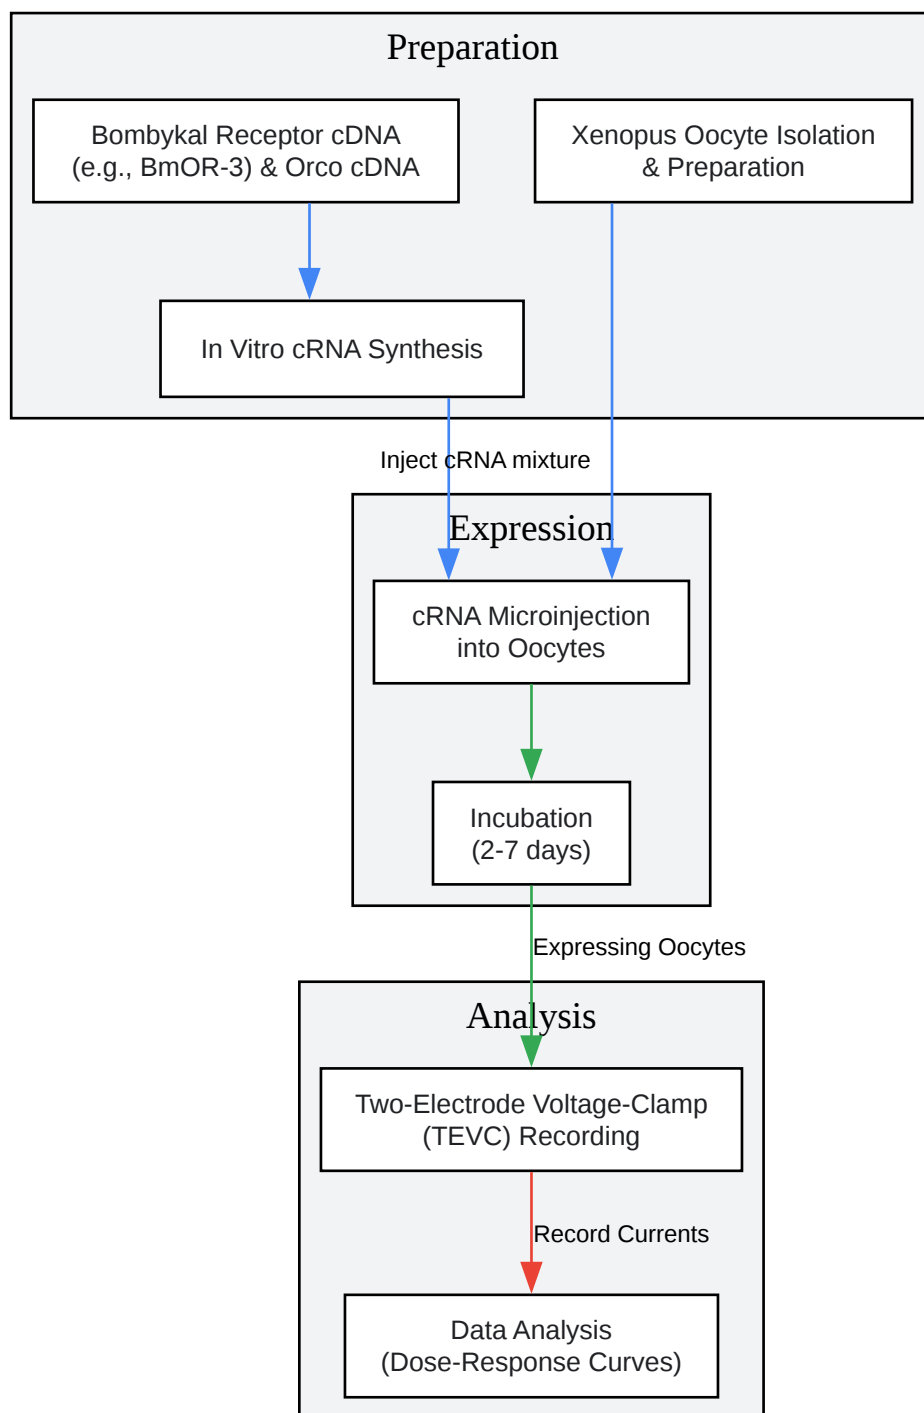 Preparation
Bombykal Receptor cDNA
(e.g., BmOR-3) & Orco cDNA
Xenopus Oocyte Isolation
& Preparation
In Vitro cRNA Synthesis
Inject cRNA mixture
Expression
cRNA Microinjection
into Oocytes
Incubation
(2-7 days)
Expressing Oocytes
Analysis
Two-Electrode Voltage-Clamp
(TEVC) Recording
Record Currents
Data Analysis
(Dose-Response Curves)